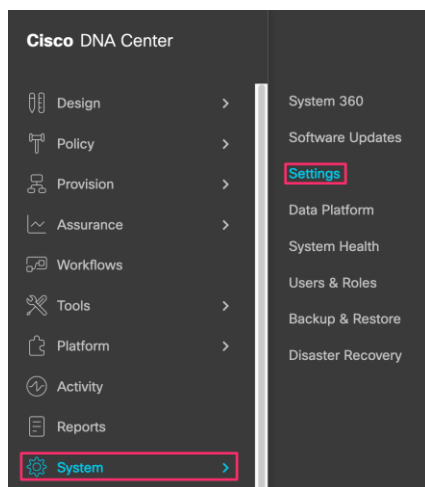 Cisco DNA Center
Design
Policy
Provision
Assurance
Workflows
Tools
Platform
Activity
Reports
System
System 360
Software Updates
Settings
Data Platform
System Health
Users & Roles
Backup & Restore
Disaster Recovery